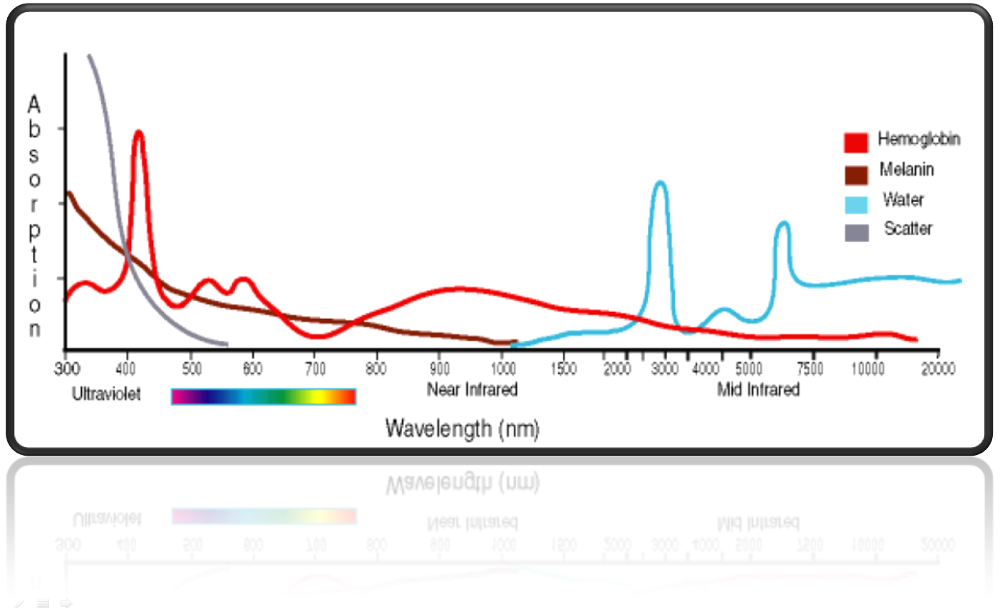 Absorption
Hemoglobin
Melanin
Water
Scatter
300 400 500 600 700 800 900 1000 1500 2000 3000 4000 5000 7500 10000 20000
Ultraviolet Near Infrared Mid Infrared
Wavelength (nm)